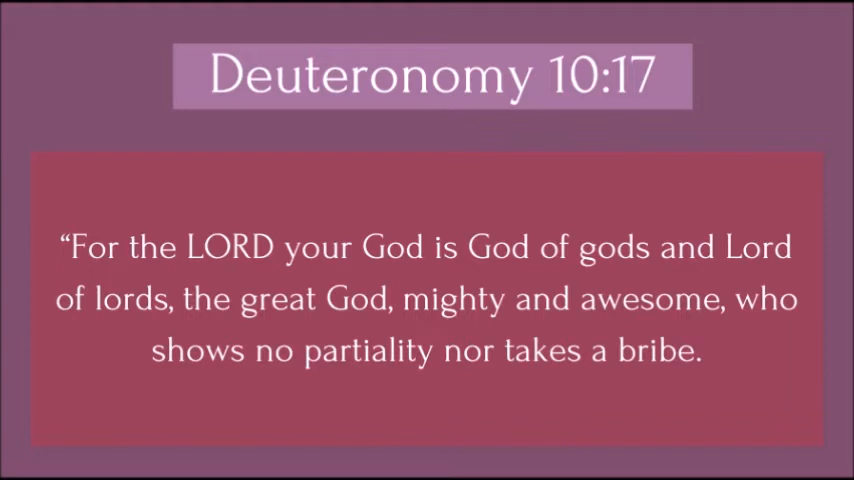 Deuteronomy 10:17
“For the LORD your God is God of gods and Lord
of lords, the great God, mighty and awesome, who
shows no partiality nor takes a bribe.